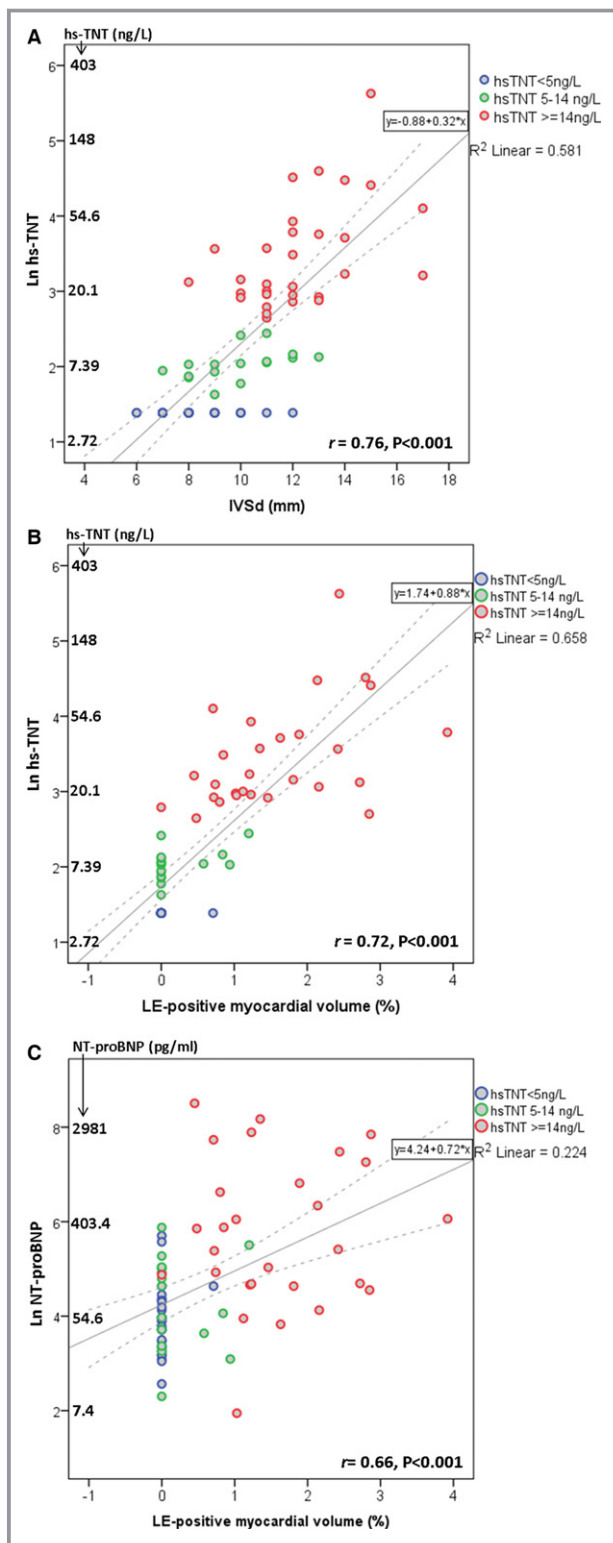 A
hs-TNT (ng/L)
6 403
5 148
4 54.6
3 20.1
2 7.39
1 2.72
Ln hs-TNT
hsTNT<5ng/L
hsTNT 5-14 ng/L
hsTNT >=14ng/L
y=-0.88+0.32*x
R² Linear = 0.581
r = 0.76, P<0.001
4 6 8 10 12 14 16 18
IVSd (mm)
B
hs-TNT (ng/L)
6 403
5 148
4 54.6
3 20.1
2 7.39
1 2.72
Ln hs-TNT
hsTNT<5ng/L
hsTNT 5-14 ng/L
hsTNT >=14ng/L
y=1.74+0.88*x
R² Linear = 0.658
r = 0.72, P<0.001
-1 0 1 2 3 4
LE-positive myocardial volume (%)
C
NT-proBNP (pg/ml)
8 2981
6 403.4
4 54.6
2 7.4
Ln NT-proBNP
hsTNT<5ng/L
hsTNT 5-14 ng/L
hsTNT >=14ng/L
y=4.24+0.72*x
R² Linear = 0.224
r= 0.66, P<0.001
-1 0 1 2 3 4
LE-positive myocardial volume (%)